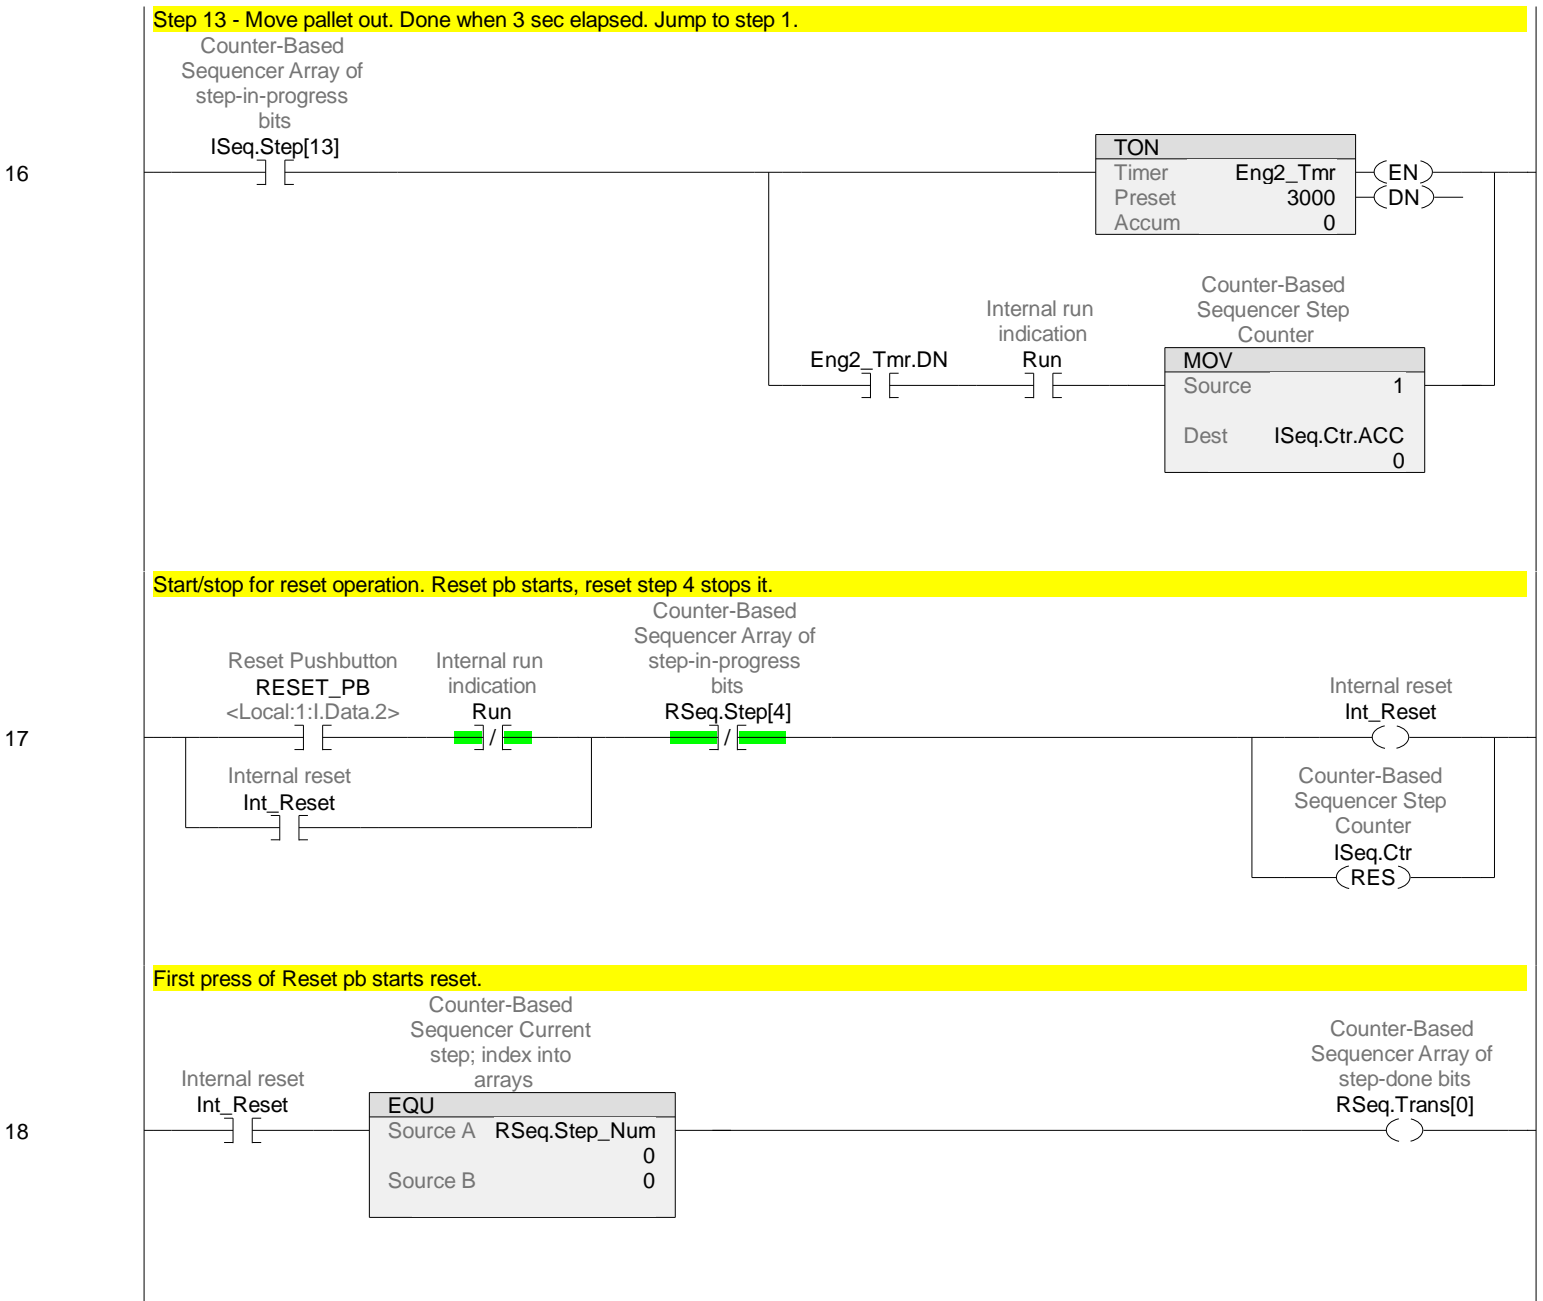 Step 13 - Move pallet out. Done when 3 sec elapsed. Jump to step 1.
Counter-Based
Sequencer Array of
step-in-progress
bits
ISeq.Step[13]
16
TON
Timer Eng2_Tmr
Preset 3000
Accum 0
EN
DN
Eng2_Tmr.DN
Internal run
indication
Run
Counter-Based
Sequencer Step
Counter
MOV
Source 1
Dest ISeq.Ctr.ACC
0
Start/stop for reset operation. Reset pb starts, reset step 4 stops it.
17
Reset Pushbutton
RESET_PB
<Local:1:I.Data.2>
Internal run
indication
Run
/
Counter-Based
Sequencer Array of
step-in-progress
bits
RSeq.Step[4]
/
Internal reset
Int_Reset
Internal reset
Int_Reset
Counter-Based
Sequencer Step
Counter
ISeq.Ctr
RES
First press of Reset pb starts reset.
18
Internal reset
Int_Reset
Counter-Based
Sequencer Current
step; index into
arrays
EQU
Source A RSeq.Step_Num
0
Source B 0
Counter-Based
Sequencer Array of
step-done bits
RSeq.Trans[0]